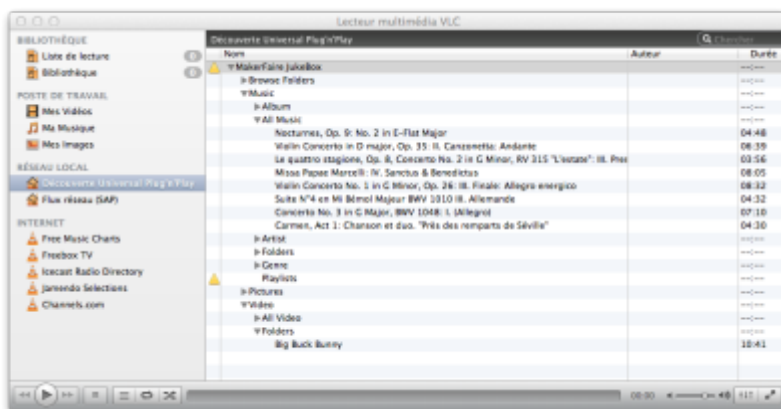 Lecteur multimédia VLC
BIBLIOTHÈQUE
Liste de lecture 0
Bibliothèque 0
POSTE DE TRAVAIL
Mes Vidéos
Ma Musique
Mes Images
RÉSEAU LOCAL
Découverte Universal Plug'n'Play
Flux réseau (SAP)
INTERNET
Free Music Charts
Freebox TV
Icecast Radio Directory
Jamendo Selections
Channels.com
Découverte Universal Plug'n'Play Chercher
Nom Auteur Durée
MakerFaire JukeBox --:--
Browse Folders --:--
Music --:--
Album --:--
All Music --:--
Nocturnes, Op. 9: No. 2 in E-Flat Major 04:48
Violin Concerto in D major, Op. 35: II. Canzonetta: Andante 06:39
Le quattro stagione, Op. 8, Concerto No. 2 in G Minor, RV 315 "L'estate": III. Pres 03:56
Missa Papae Marcelli: IV. Sanctus & Benedictus 08:05
Violin Concerto No. 1 in G Minor, Op. 26: III. Finale: Allegro energico 08:32
Suite N°4 en Mi Bémol Majeur BWV 1010 III. Allemande 04:32
Concerto No. 3 in G Major, BWV 1048: I. (Allegro) 07:10
Carmen, Act 1: Chanson et duo. "Près des remparts de Séville" 04:30
Artist --:--
Folders --:--
Genre --:--
Playlists --:--
Pictures --:--
Video --:--
All Video --:--
Folders --:--
Big Buck Bunny 10:41
00:00